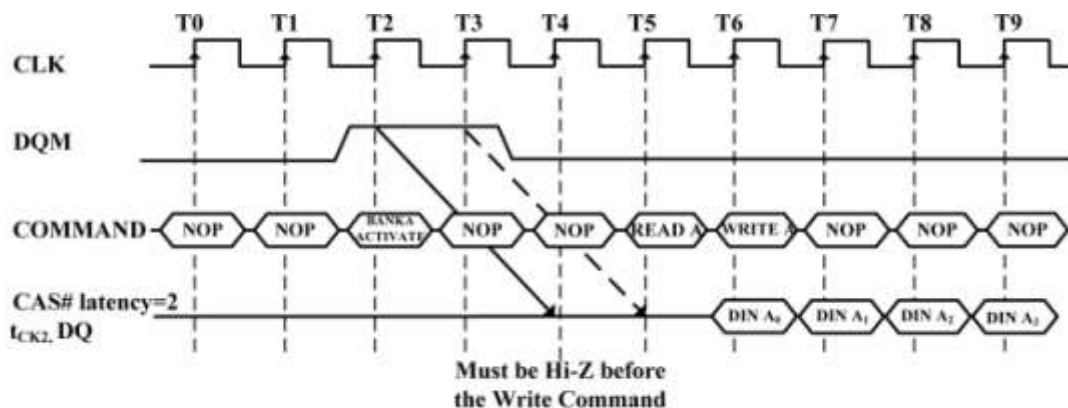 T0 T1 T2 T3 T4 T5 T6 T7 T8 T9
CLK
DQM
COMMAND NOP NOP BANKA ACTIVATE NOP NOP READ A WRITE A NOP NOP NOP
CAS# latency=2
tCK2, DQ DIN A0 DIN A1 DIN A2 DIN A3
Must be Hi-Z before
the Write Command